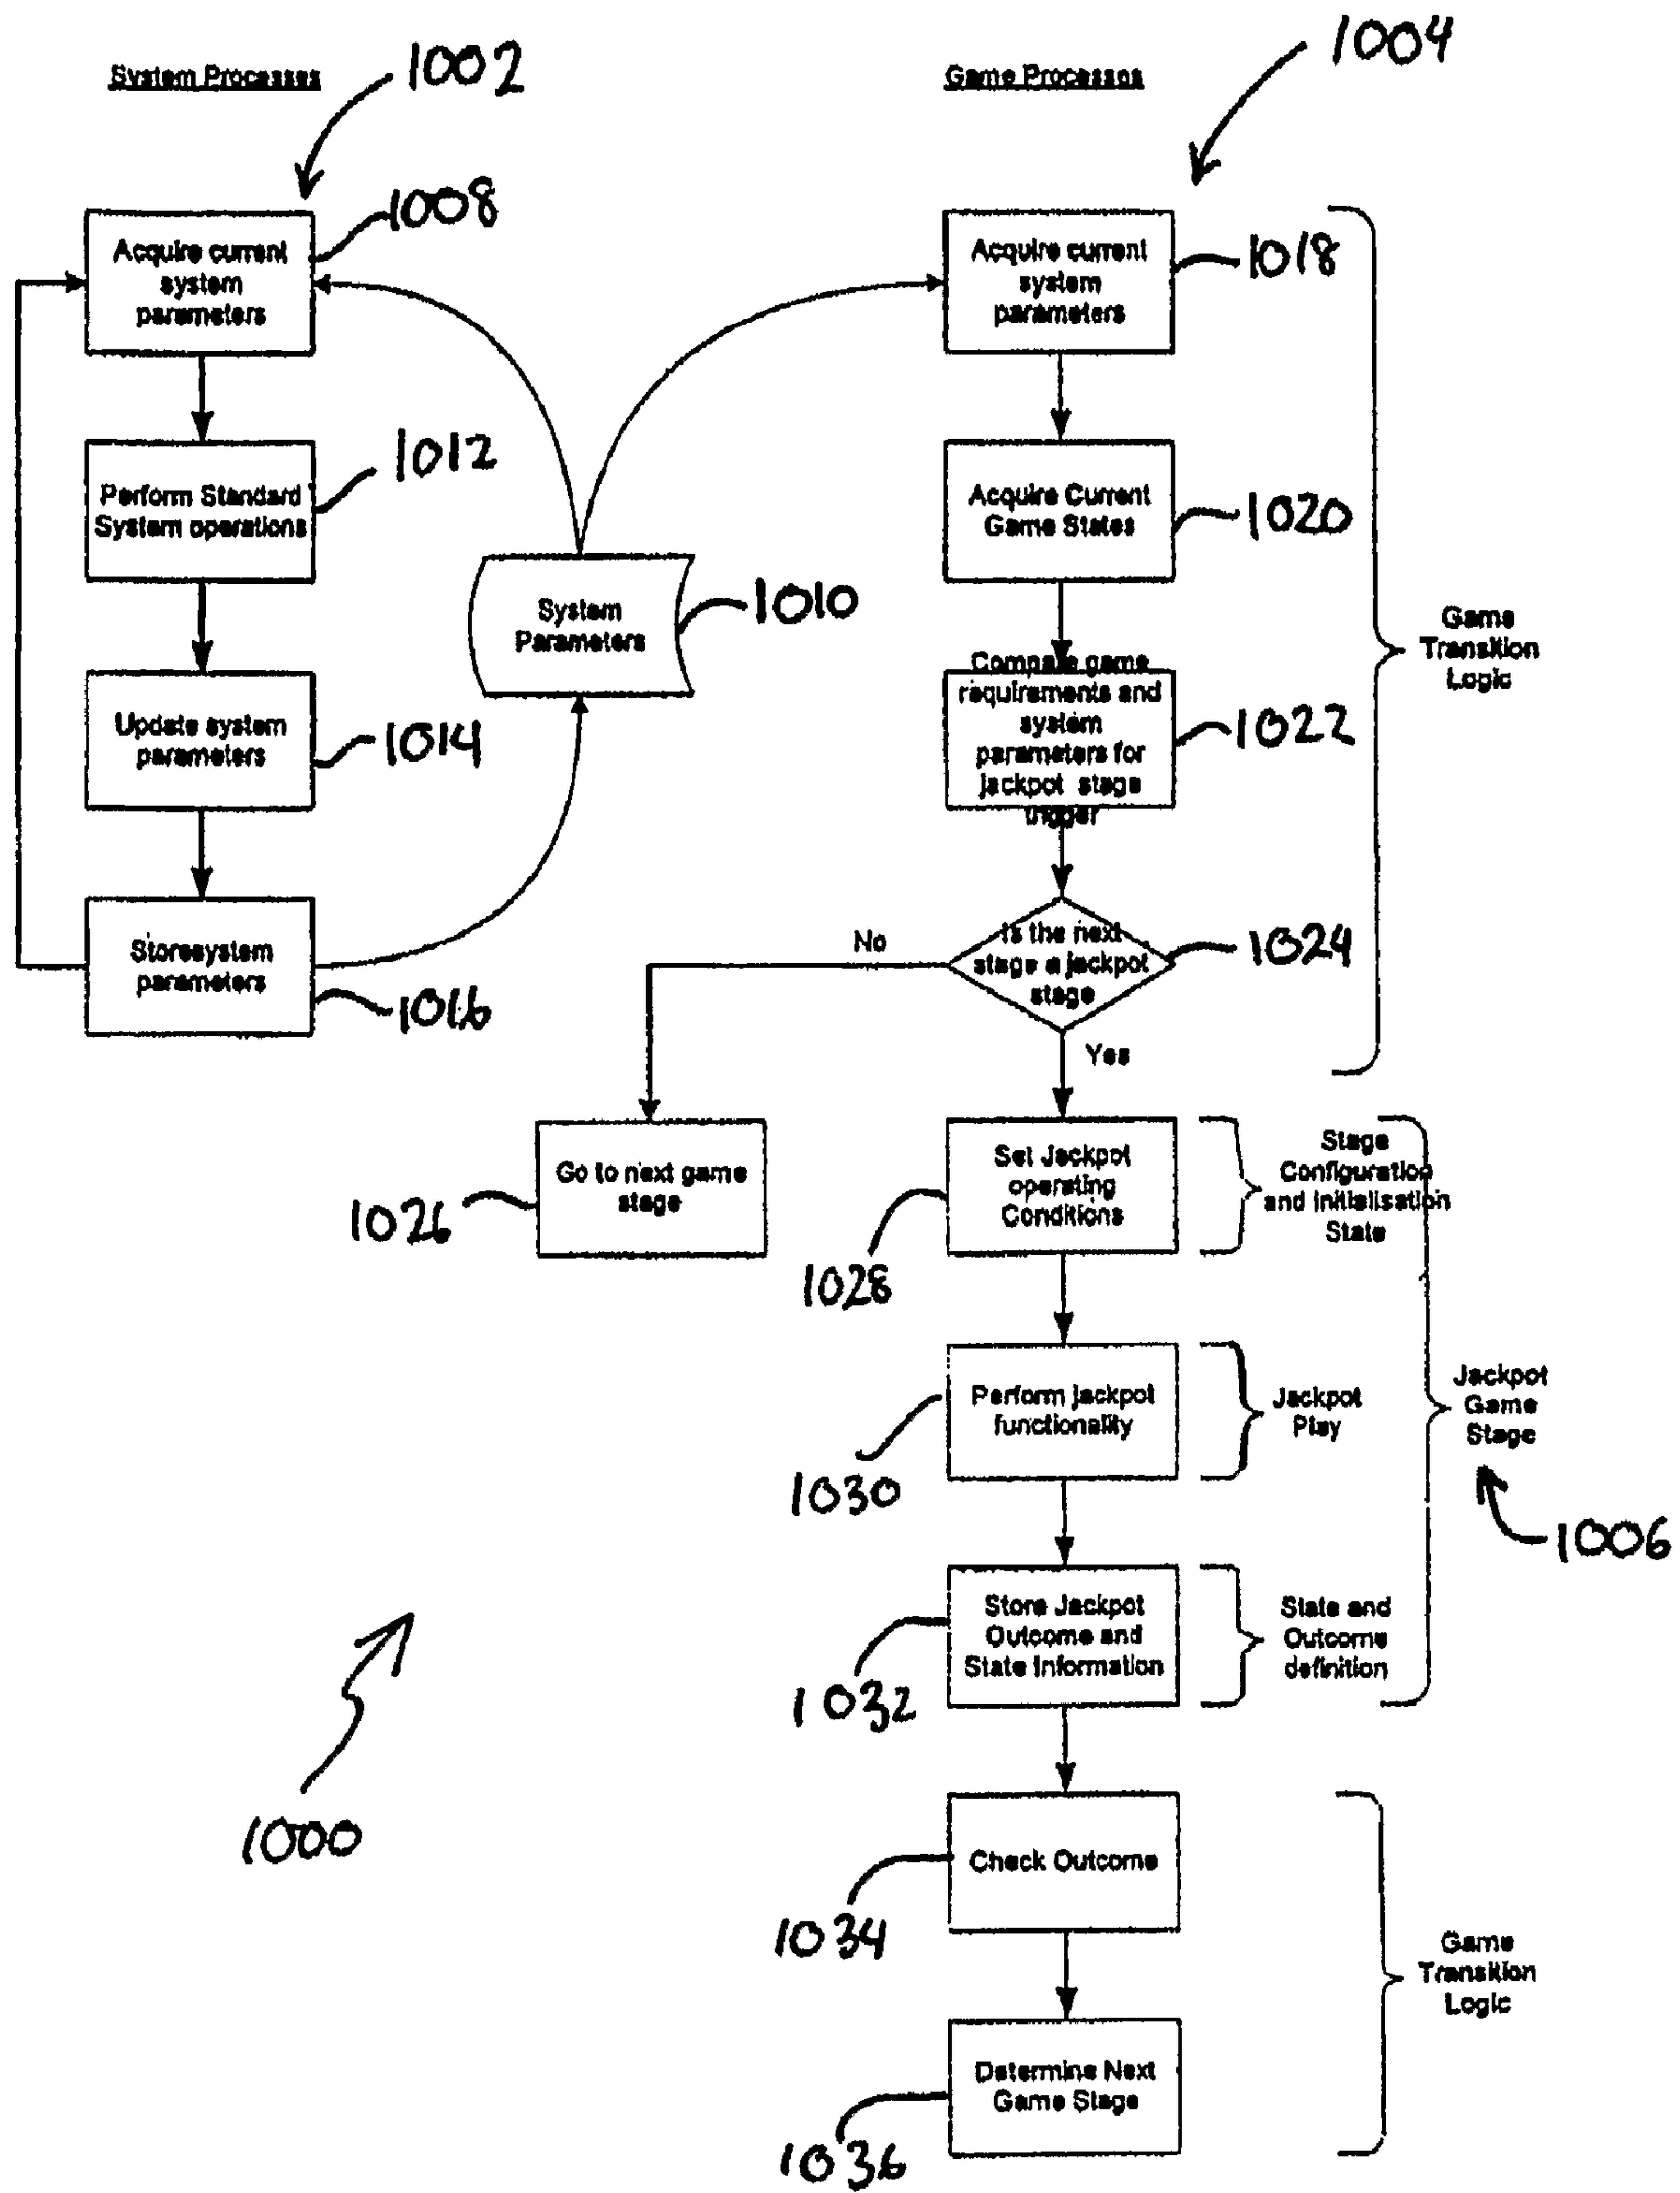 System Processes
1002
Game Processes
1004
Acquire current
system
parameters
1008
Perform Standard
System operations
1012
Update system
parameters
1014
Storesystem
parameters
1016
System
Parameters
1010
Acquire current
system
parameters
1018
Acquire Current
Game States
1020
Compare game
requirements and
system
parameters for
jackpot stage
trigger
1022
Is the next
stage a jackpot
stage
1024
No
Yes
Game
Transition
Logic
Go to next game
stage
1026
Set Jackpot
operating
Conditions
1028
Stage
Configuration
and Initialisation
State
Perform jackpot
functionality
1030
Jackpot
Play
Jackpot
Game
Stage
1006
Store Jackpot
Outcome and
State Information
1032
State and
Outcome
definition
1000
Check Outcome
1034
Determine Next
Game Stage
1036
Game
Transition
Logic